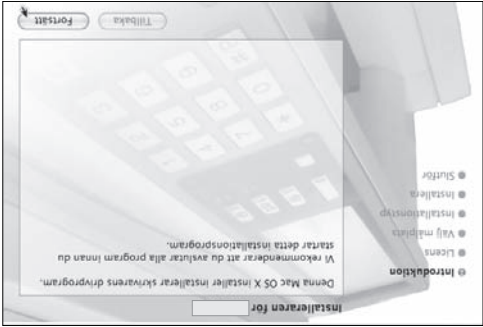 Installeraren för
Introduktion
Licens
Välj målplats
Installationstyp
Installera
Slutför
Denna Mac OS X installer installerar skrivarens drivprogram.
Vi rekommenderar att du avslutar alla program innan du
startar detta installationsprogram.
Tillbaka
Fortsätt